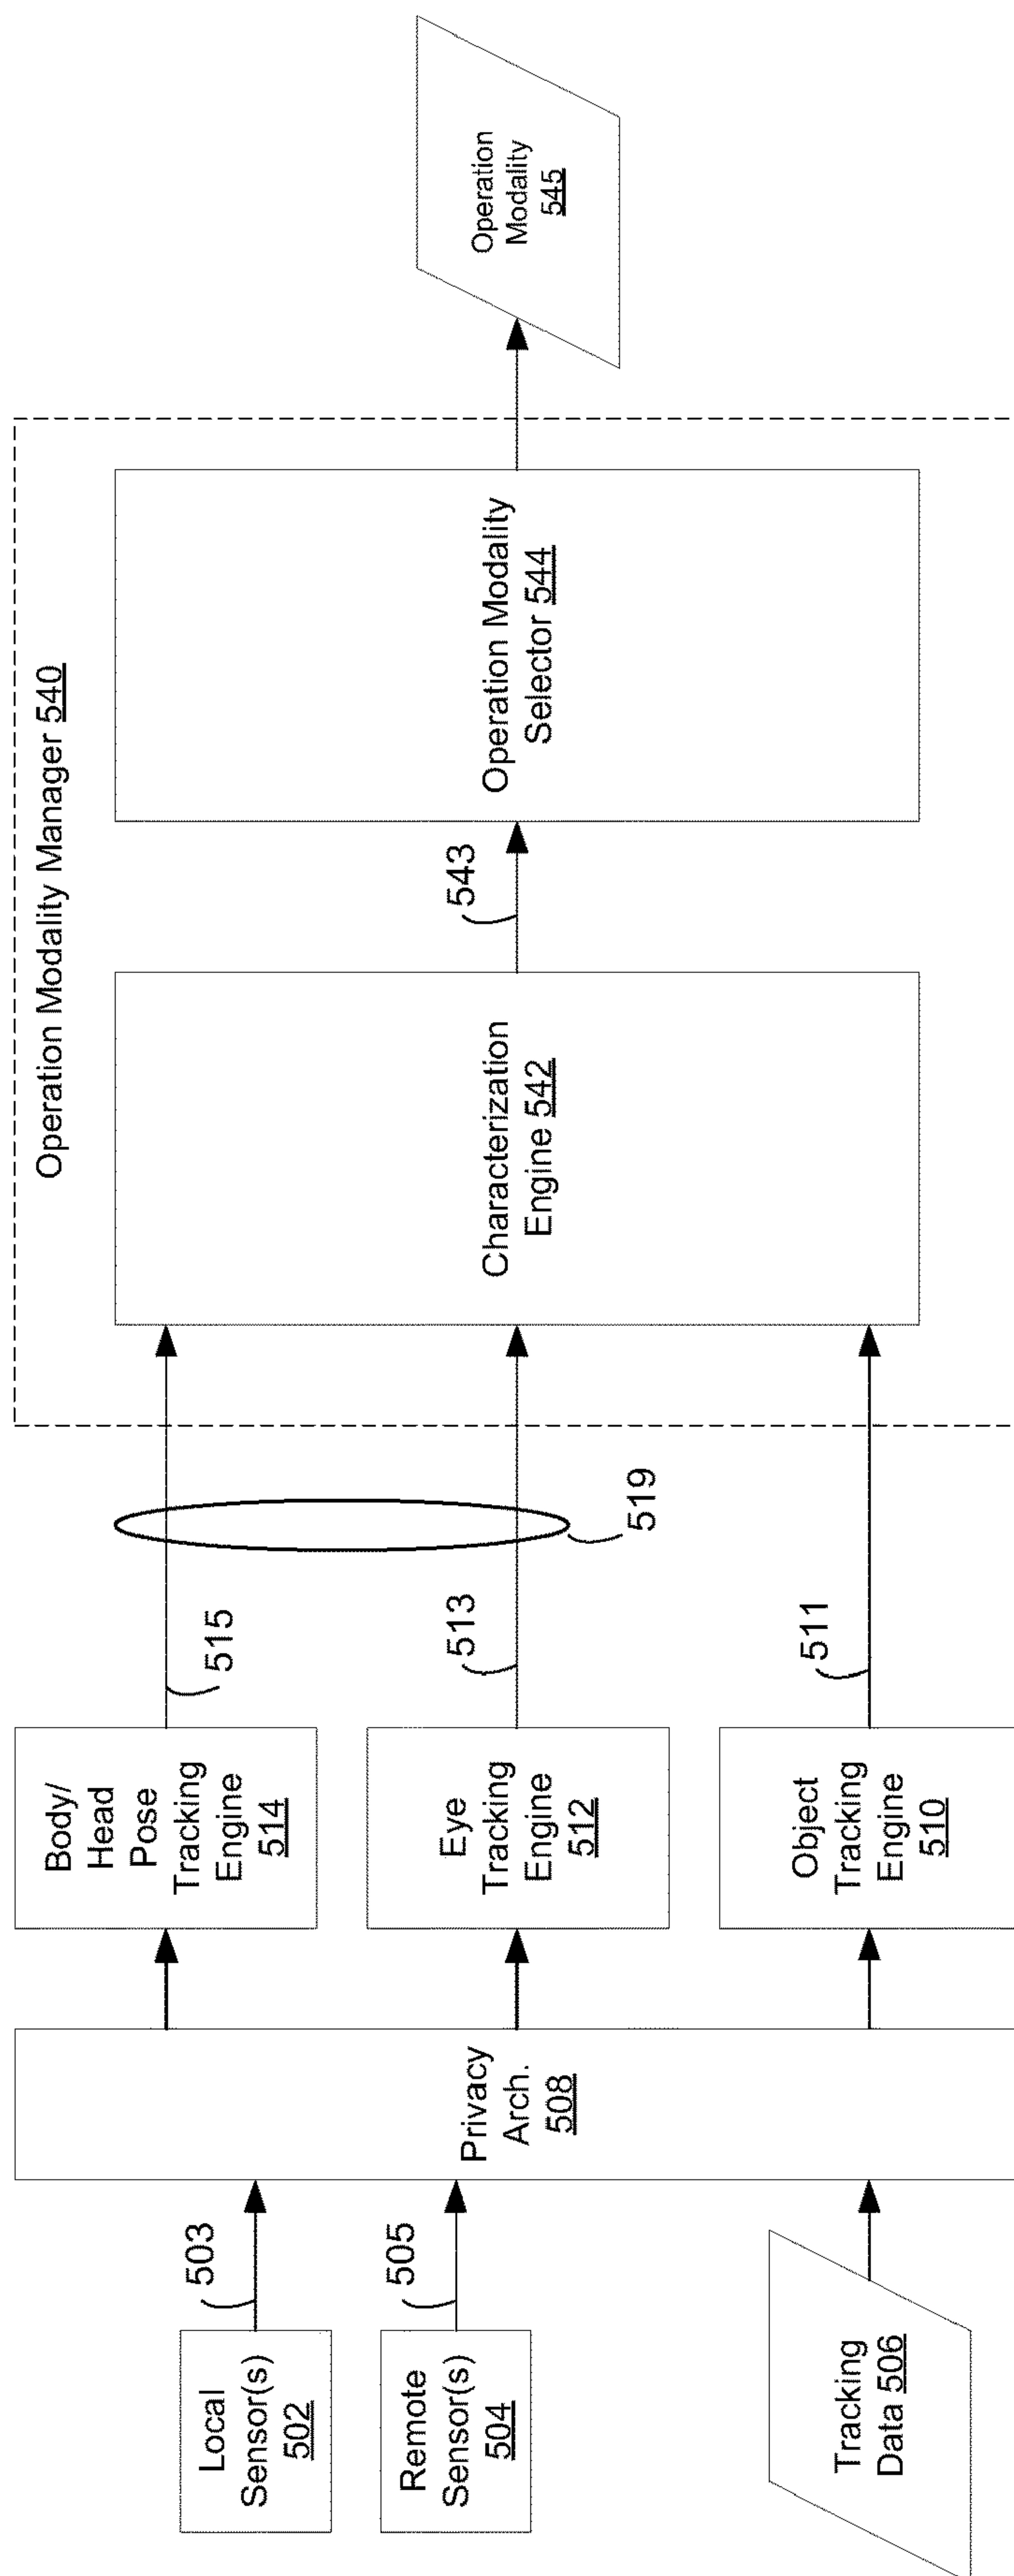 Local
Sensor(s)
502
503
Remote
Sensor(s)
504
505
Tracking
Data 506
Privacy
Arch.
508
Body/
Head
Pose
Tracking
Engine
514
515
Eye
Tracking
Engine
512
513
Object
Tracking
Engine
510
511
519
Operation Modality Manager 540
Characterization
Engine 542
543
Operation Modality
Selector 544
Operation
Modality
545